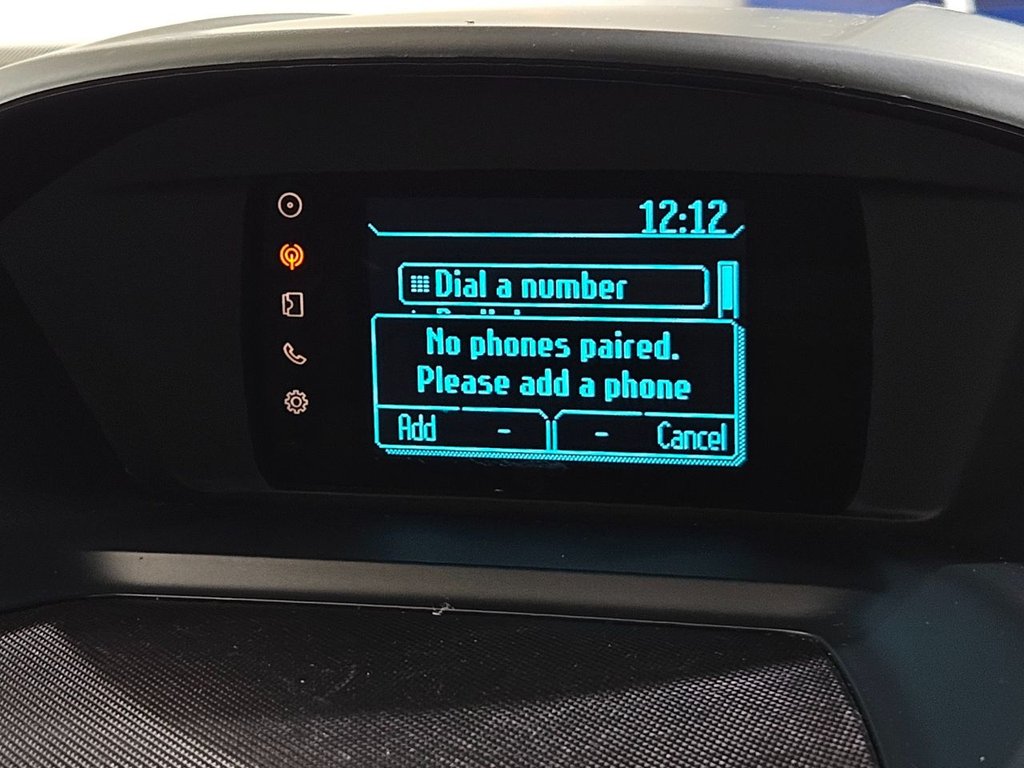 12:12
Dial a number
No phones paired.
Please add a phone
Add - - Cancel